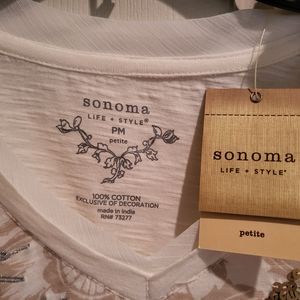 sonoma
LIFE + STYLE®
PM
petite
100% COTTON
EXCLUSIVE OF DECORATION
made in India
RN# 73277
sonoma
LIFE + STYLE®
petite